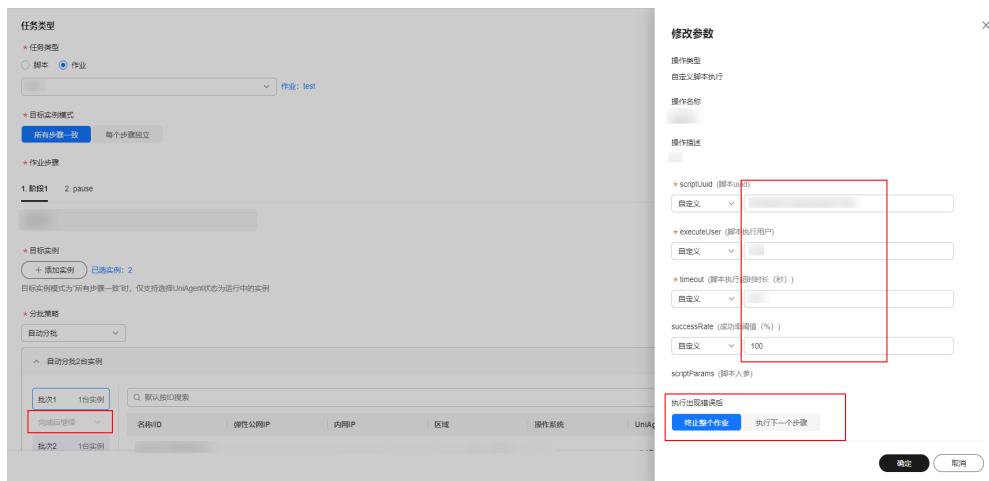 任务类型
★ 任务类型
脚本 作业
作业：test
★ 目标实例模式
所有步骤一致 每个步骤独立
★ 作业步骤
1. 阶段1 2. pause
★ 目标实例
＋ 添加实例 已选实例：2
目标实例模式为“所有步骤一致”时，仅支持选择UniAgent状态为运行中的实例
★ 分批策略
自动分批
自动分批2台实例
批次1 1台实例
完成后继续
批次2 1台实例
默认按ID搜索
名称/ID 弹性公网IP 内网IP 区域 操作系统 UniAg
修改参数
操作类型
自定义脚本执行
操作名称
操作描述
★ scriptUuid (脚本uuid)
自定义
★ executeUser (脚本执行用户)
自定义
★ timeout (脚本执行超时时长（秒）)
自定义
successRate (成功率阈值（%）)
自定义 100
scriptParams (脚本入参)
执行出现错误后
终止整个作业 执行下一个步骤
确定 取消